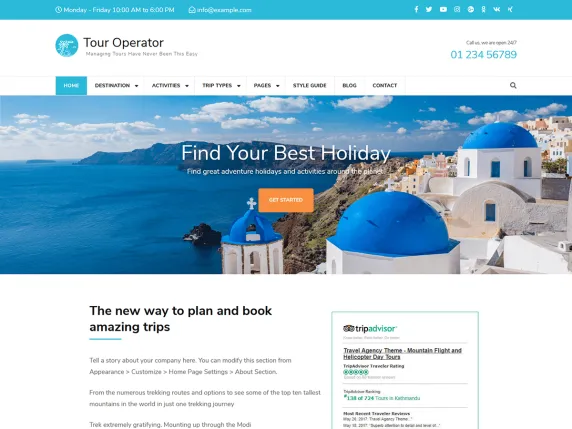 Monday - Friday 10:00 AM to 6:00 PM
info@example.com
Tour Operator
Managing Tours Have Never Been This Easy
Call us, we are open 24/7
01 234 56789
HOME
DESTINATION
ACTIVITIES
TRIP TYPES
PAGES
STYLE GUIDE
BLOG
CONTACT
Find Your Best Holiday
Find great adventure holidays and activities around the planet.
GET STARTED
The new way to plan and book
amazing trips
Tell a story about your company here. You can modify this section from
Appearance > Customize > Home Page Settings > About Section.
From the numerous trekking routes and options to see some of the top ten tallest
mountains in the world in just one trekking journey
Trek extremely gratifying. Mounting up through the Modi
tripadvisor
Travel Agency Theme - Mountain Flight and
Helicopter Day Tours
TripAdvisor Traveler Rating
TripAdvisor Ranking
#138 of 724 Tours in Kathmandu
Most Recent Traveler Reviews
May 26, 2017: "Travel Agency Theme..."
May 18, 2017: "Superb attention to detail and level of..."